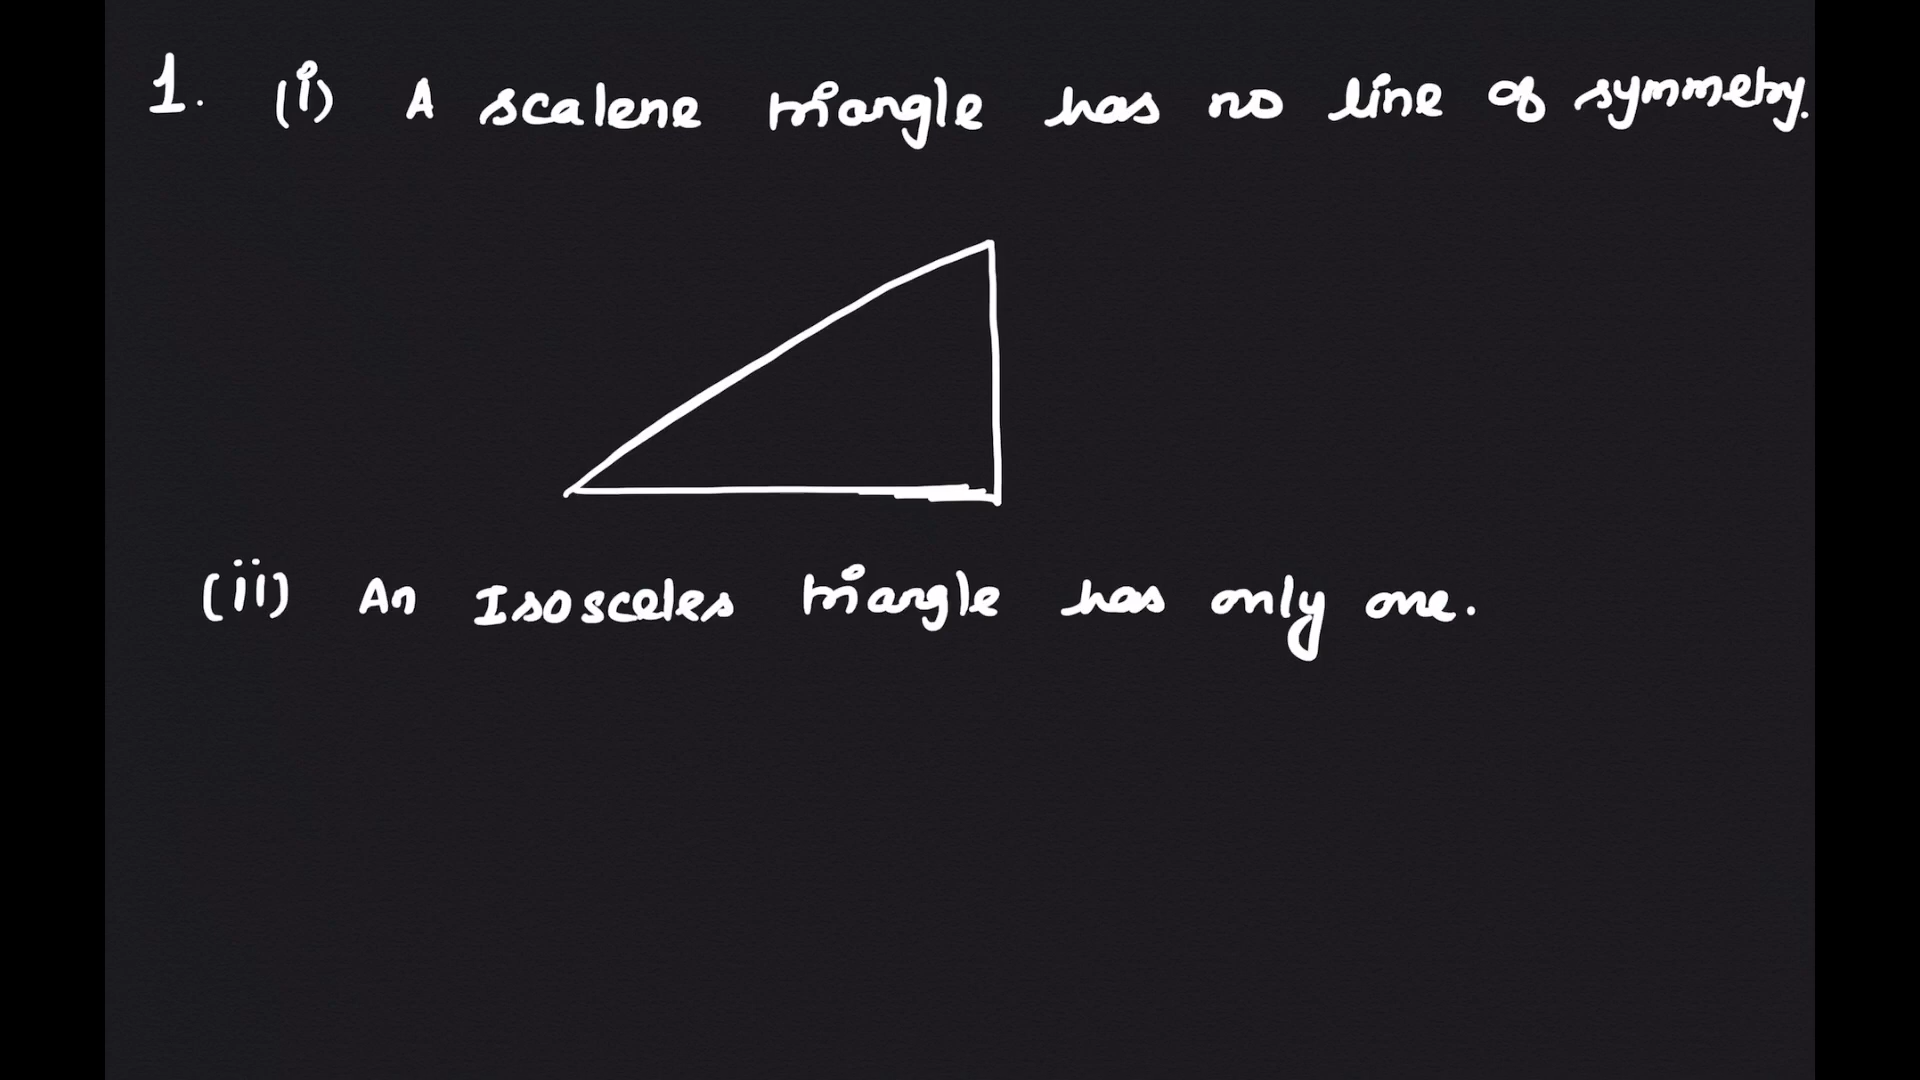 1. (i) A scalene triangle has no line of symmetry.
(ii) An Isosceles triangle has only one.